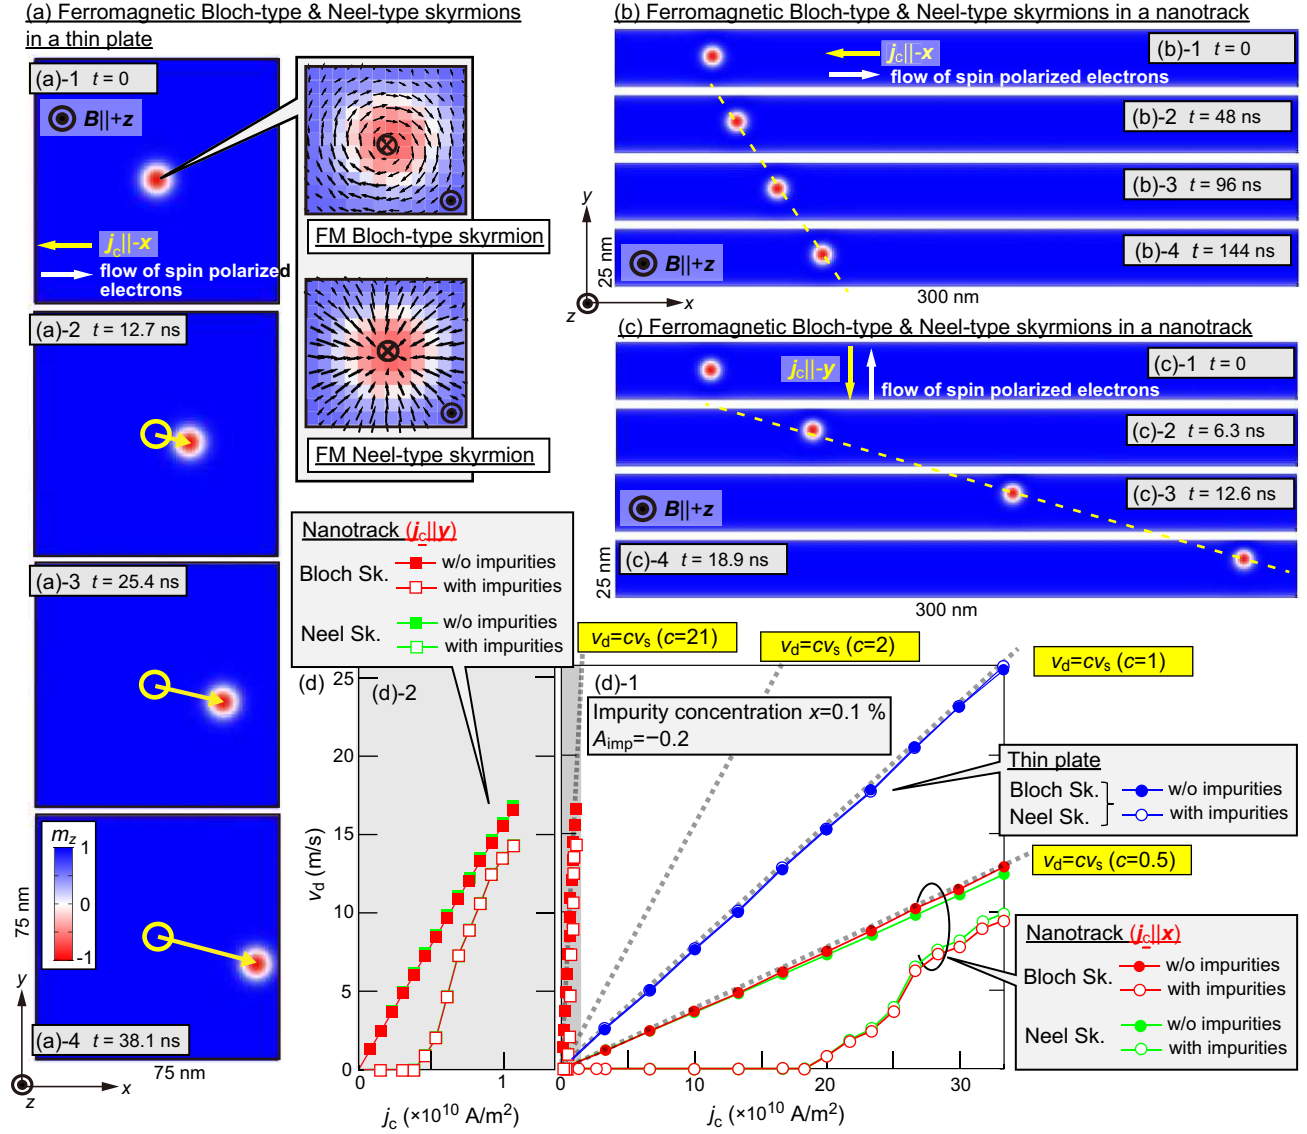 (a) Ferromagnetic Bloch-type & Neel-type skyrmions
in a thin plate
(a)-1 t = 0
B||+z
jc||-x
flow of spin polarized
electrons
FM Bloch-type skyrmion
FM Neel-type skyrmion
(a)-2 t = 12.7 ns
(a)-3 t = 25.4 ns
mz
1
0
-1
(a)-4 t = 38.1 ns
75 nm
75 nm
y
x
z
(b) Ferromagnetic Bloch-type & Neel-type skyrmions in a nanotrack
jc||-x
flow of spin polarized electrons
(b)-1 t = 0
(b)-2 t = 48 ns
(b)-3 t = 96 ns
(b)-4 t = 144 ns
B||+z
25 nm
300 nm
y
x
z
(c) Ferromagnetic Bloch-type & Neel-type skyrmions in a nanotrack
jc||-y
flow of spin polarized electrons
(c)-1 t = 0
(c)-2 t = 6.3 ns
(c)-3 t = 12.6 ns
B||+z
(c)-4 t = 18.9 ns
25 nm
300 nm
Nanotrack (jc||y)
Bloch Sk.
w/o impurities
with impurities
Neel Sk.
w/o impurities
with impurities
vd=cvs (c=21)
vd=cvs (c=2)
vd=cvs (c=1)
(d)
(d)-2
(d)-1
Impurity concentration x=0.1 %
Aimp=−0.2
Thin plate
Bloch Sk.
Neel Sk.
w/o impurities
with impurities
vd=cvs (c=0.5)
Nanotrack (jc||x)
Bloch Sk.
w/o impurities
with impurities
Neel Sk.
w/o impurities
with impurities
25
20
15
10
5
0
vd (m/s)
0
1
jc (×10^10 A/m²)
0
10
20
30
jc (×10^10 A/m²)